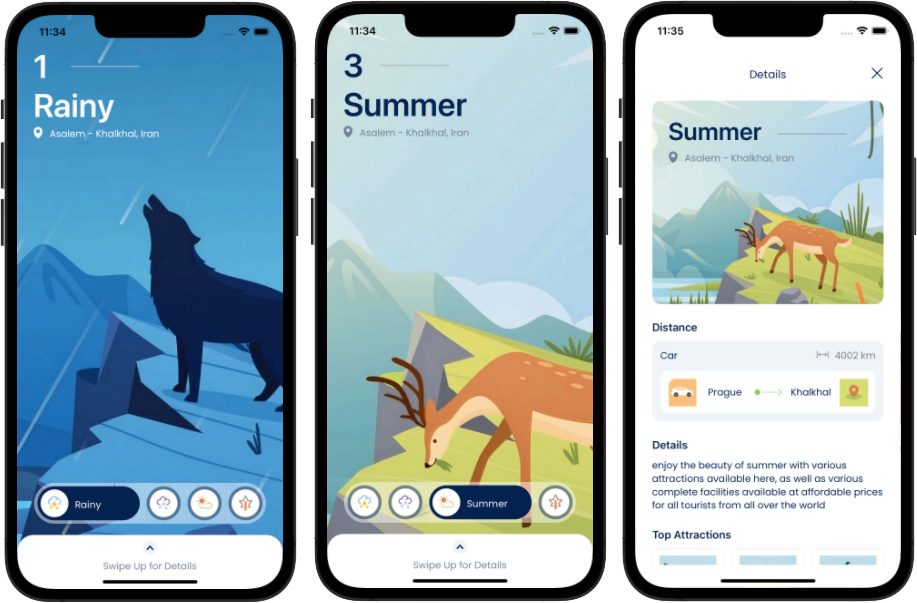 11:34
1
Rainy
Asalem - Khalkhal, Iran
Rainy
Swipe Up for Details
11:34
3
Summer
Asalem - Khalkhal, Iran
Summer
Swipe Up for Details
11:35
Details
Summer
Asalem - Khalkhal, Iran
Distance
Car 4002 km
Prague Khalkhal
Details
enjoy the beauty of summer with various
attractions available here, as well as various
complete facilities available at affordable prices
for all tourists from all over the world
Top Attractions